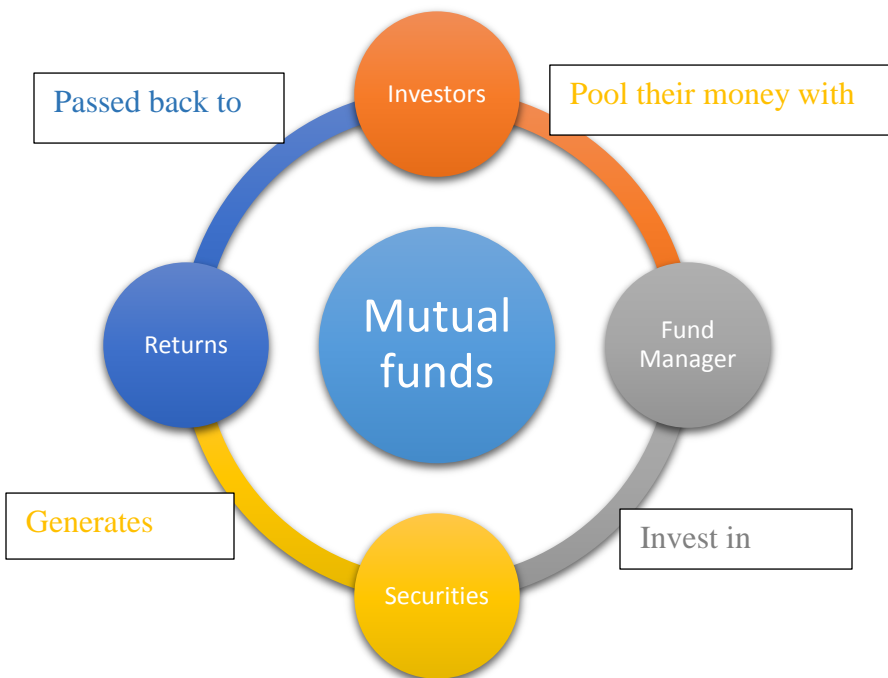 Investors
Passed back to
Pool their money with
Mutual
funds
Returns
Fund
Manager
Generates
Invest in
Securities